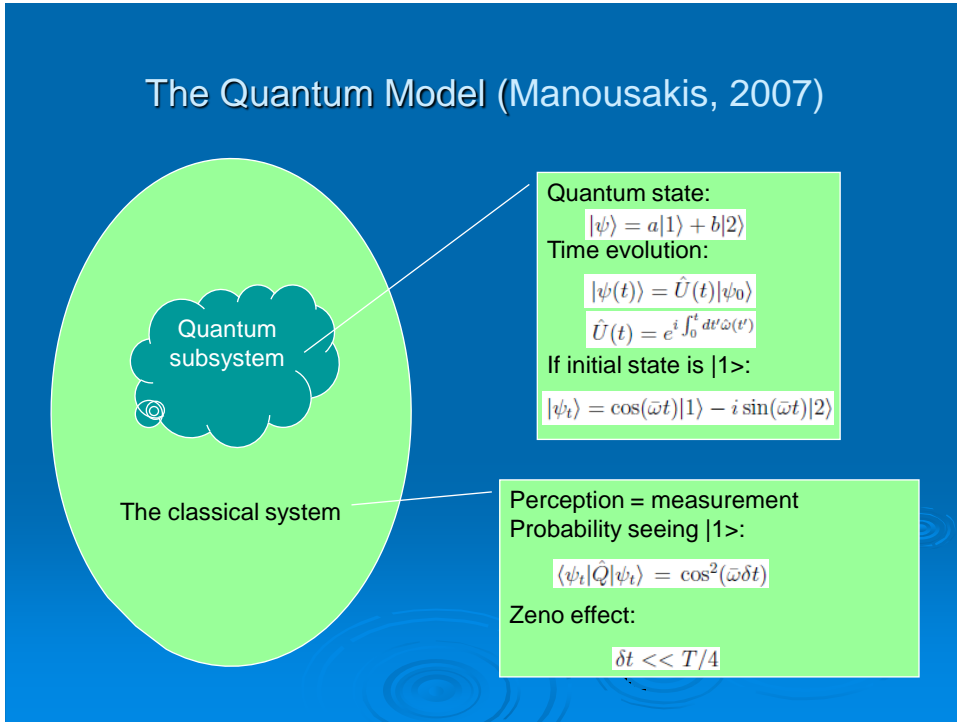 The Quantum Model (Manousakis, 2007)
Quantum
subsystem
The classical system
Quantum state:
|ψ⟩ = a|1⟩ + b|2⟩
Time evolution:
|ψ(t)⟩ = Û(t)|ψ₀⟩
Û(t) = e^{i ∫₀ᵗ dt′ω̂(t′)}
If initial state is |1>:
|ψₜ⟩ = cos(ω̄t)|1⟩ − i sin(ω̄t)|2⟩
Perception = measurement
Probability seeing |1>:
⟨ψₜ|Q̂|ψₜ⟩ = cos²(ω̄δt)
Zeno effect:
δt << T/4